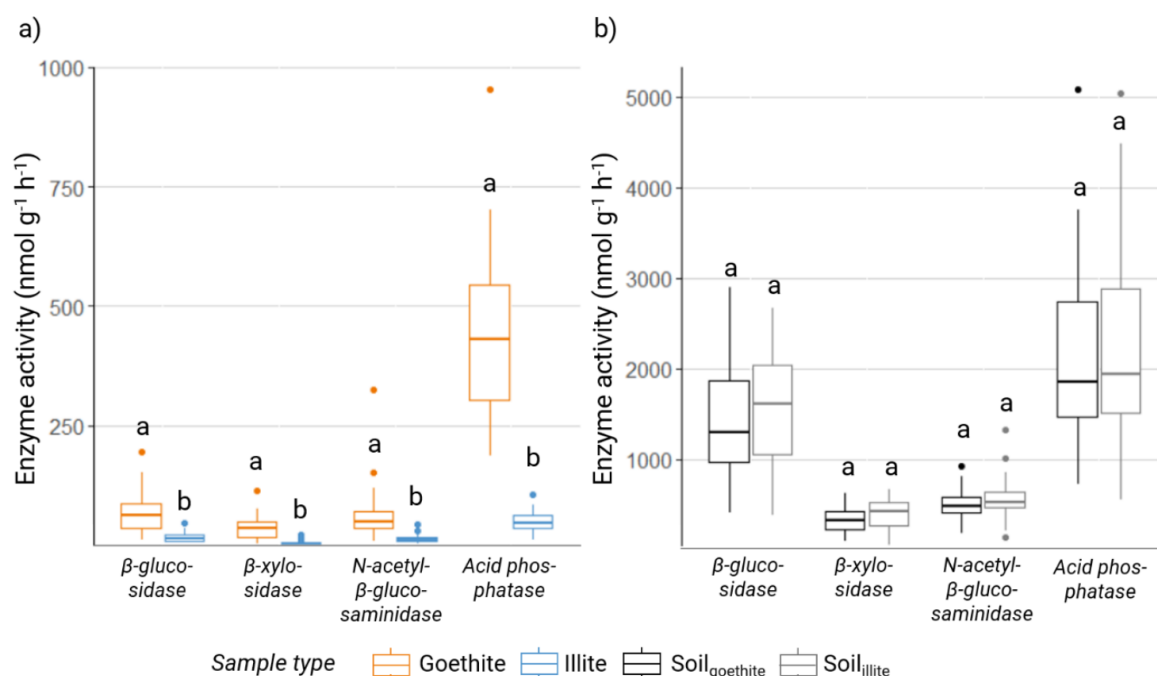 a)
Enzyme activity (nmol g⁻¹ h⁻¹)
1000
750
500
250
a
b
a
b
a
b
a
b
β-gluco-
sidase
β-xylo-
sidase
N-acetyl-
β-gluco-
saminidase
Acid phos-
phatase
b)
Enzyme activity (nmol g⁻¹ h⁻¹)
5000
4000
3000
2000
1000
a
a
a
a
a
a
a
a
β-gluco-
sidase
β-xylo-
sidase
N-acetyl-
β-gluco-
saminidase
Acid phos-
phatase
Sample type Goethite Illite Soilgoethite Soilillite